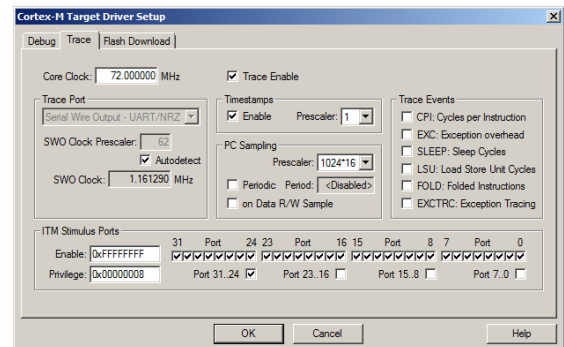 Cortex-M Target Driver Setup
Debug Trace Flash Download
Core Clock: 72.000000 MHz Trace Enable
Trace Port
Serial Wire Output - UART/NRZ
SWO Clock Prescaler: 62
Autodetect
SWO Clock: 1.161290 MHz
Timestamps
Enable Prescaler: 1
PC Sampling
Prescaler: 1024*16
Periodic Period: <Disabled>
on Data R/W Sample
Trace Events
CPI: Cycles per Instruction
EXC: Exception overhead
SLEEP: Sleep Cycles
LSU: Load Store Unit Cycles
FOLD: Folded Instructions
EXCTRC: Exception Tracing
ITM Stimulus Ports
31 Port 24 23 Port 16 15 Port 8 7 Port 0
Enable: 0xFFFFFFFF
Privilege: 0x00000008 Port 31..24 Port 23..16 Port 15..8 Port 7..0
OK Cancel Help